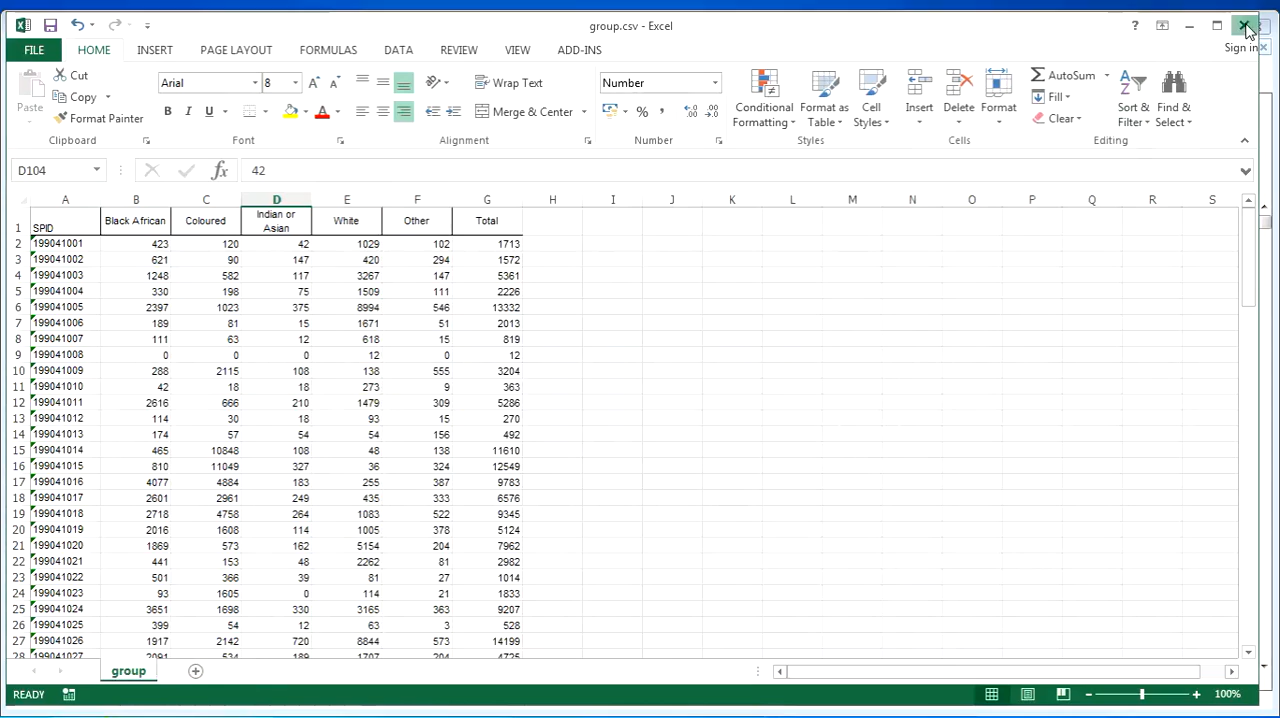 group.csv - Excel
?
Sign in
FILE HOME INSERT PAGE LAYOUT FORMULAS DATA REVIEW VIEW ADD-INS
Paste
Cut
Copy
Format Painter
Clipboard
Arial 8
B I U
Font
Wrap Text
Merge & Center
Alignment
Number
%
Number
Conditional Formatting
Format as Table
Cell Styles
Styles
Insert Delete Format
Cells
AutoSum
Fill
Clear
Sort & Filter
Find & Select
Editing
D104 fx 42
A B C D E F G H I J K L M N O P Q R S
1 SPID Black African Coloured Indian or Asian White Other Total
2 199041001 423 120 42 1029 102 1713
3 199041002 621 90 147 420 294 1572
4 199041003 1248 582 117 3267 147 5361
5 199041004 330 198 75 1509 111 2226
6 199041005 2397 1023 375 8994 546 13332
7 199041006 189 81 15 1671 51 2013
8 199041007 111 63 12 618 15 819
9 199041008 0 0 0 12 0 12
10 199041009 288 2115 108 138 555 3204
11 199041010 42 18 18 273 9 363
12 199041011 2616 666 210 1479 309 5286
13 199041012 114 30 18 93 15 270
14 199041013 174 57 54 54 156 492
15 199041014 465 10848 108 48 138 11610
16 199041015 810 11049 327 36 324 12549
17 199041016 4077 4884 183 255 387 9783
18 199041017 2601 2961 249 435 333 6576
19 199041018 2718 4758 264 1083 522 9345
20 199041019 2016 1608 114 1005 378 5124
21 199041020 1869 573 162 5154 204 7962
22 199041021 441 153 48 2262 81 2982
23 199041022 501 366 39 81 27 1014
24 199041023 93 1605 0 114 21 1833
25 199041024 3651 1698 330 3165 363 9207
26 199041025 399 54 12 63 3 528
27 199041026 1917 2142 720 8844 573 14199
28 199041027 2091 534 189 1707 204 4725
group
READY 100%